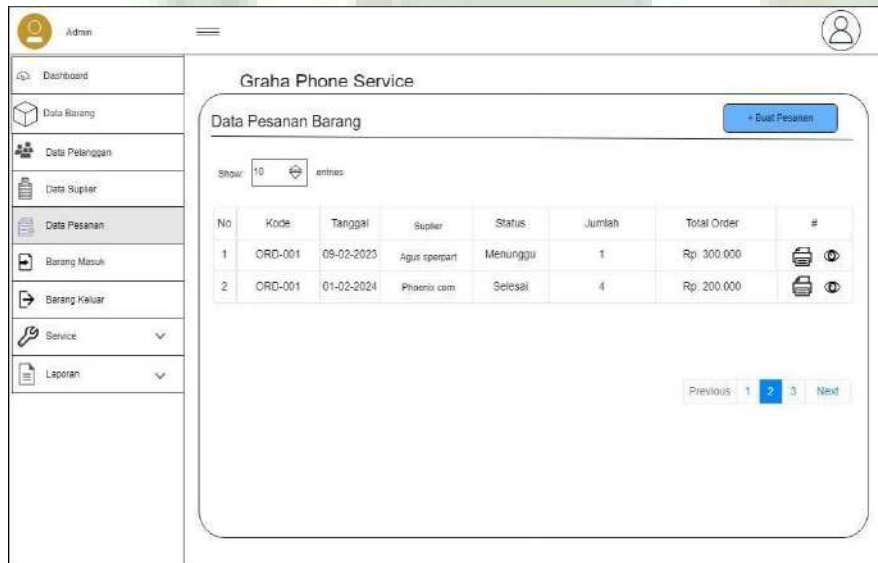 Admin
Dashboard
Data Barang
Data Pelanggan
Data Suplier
Data Pesanan
Barang Masuk
Barang Keluar
Service
Laporan
Graha Phone Service
Data Pesanan Barang
+ Buat Pesanan
Show: 10 entries
No Kode Tanggal Suplier Status Jumlah Total Order #
1 ORD-001 09-02-2023 Agus sperpart Menunggu 1 Rp 300.000
2 ORD-001 01-02-2024 Phoenix com Selesai 4 Rp 200.000
Previous 1 2 3 Next